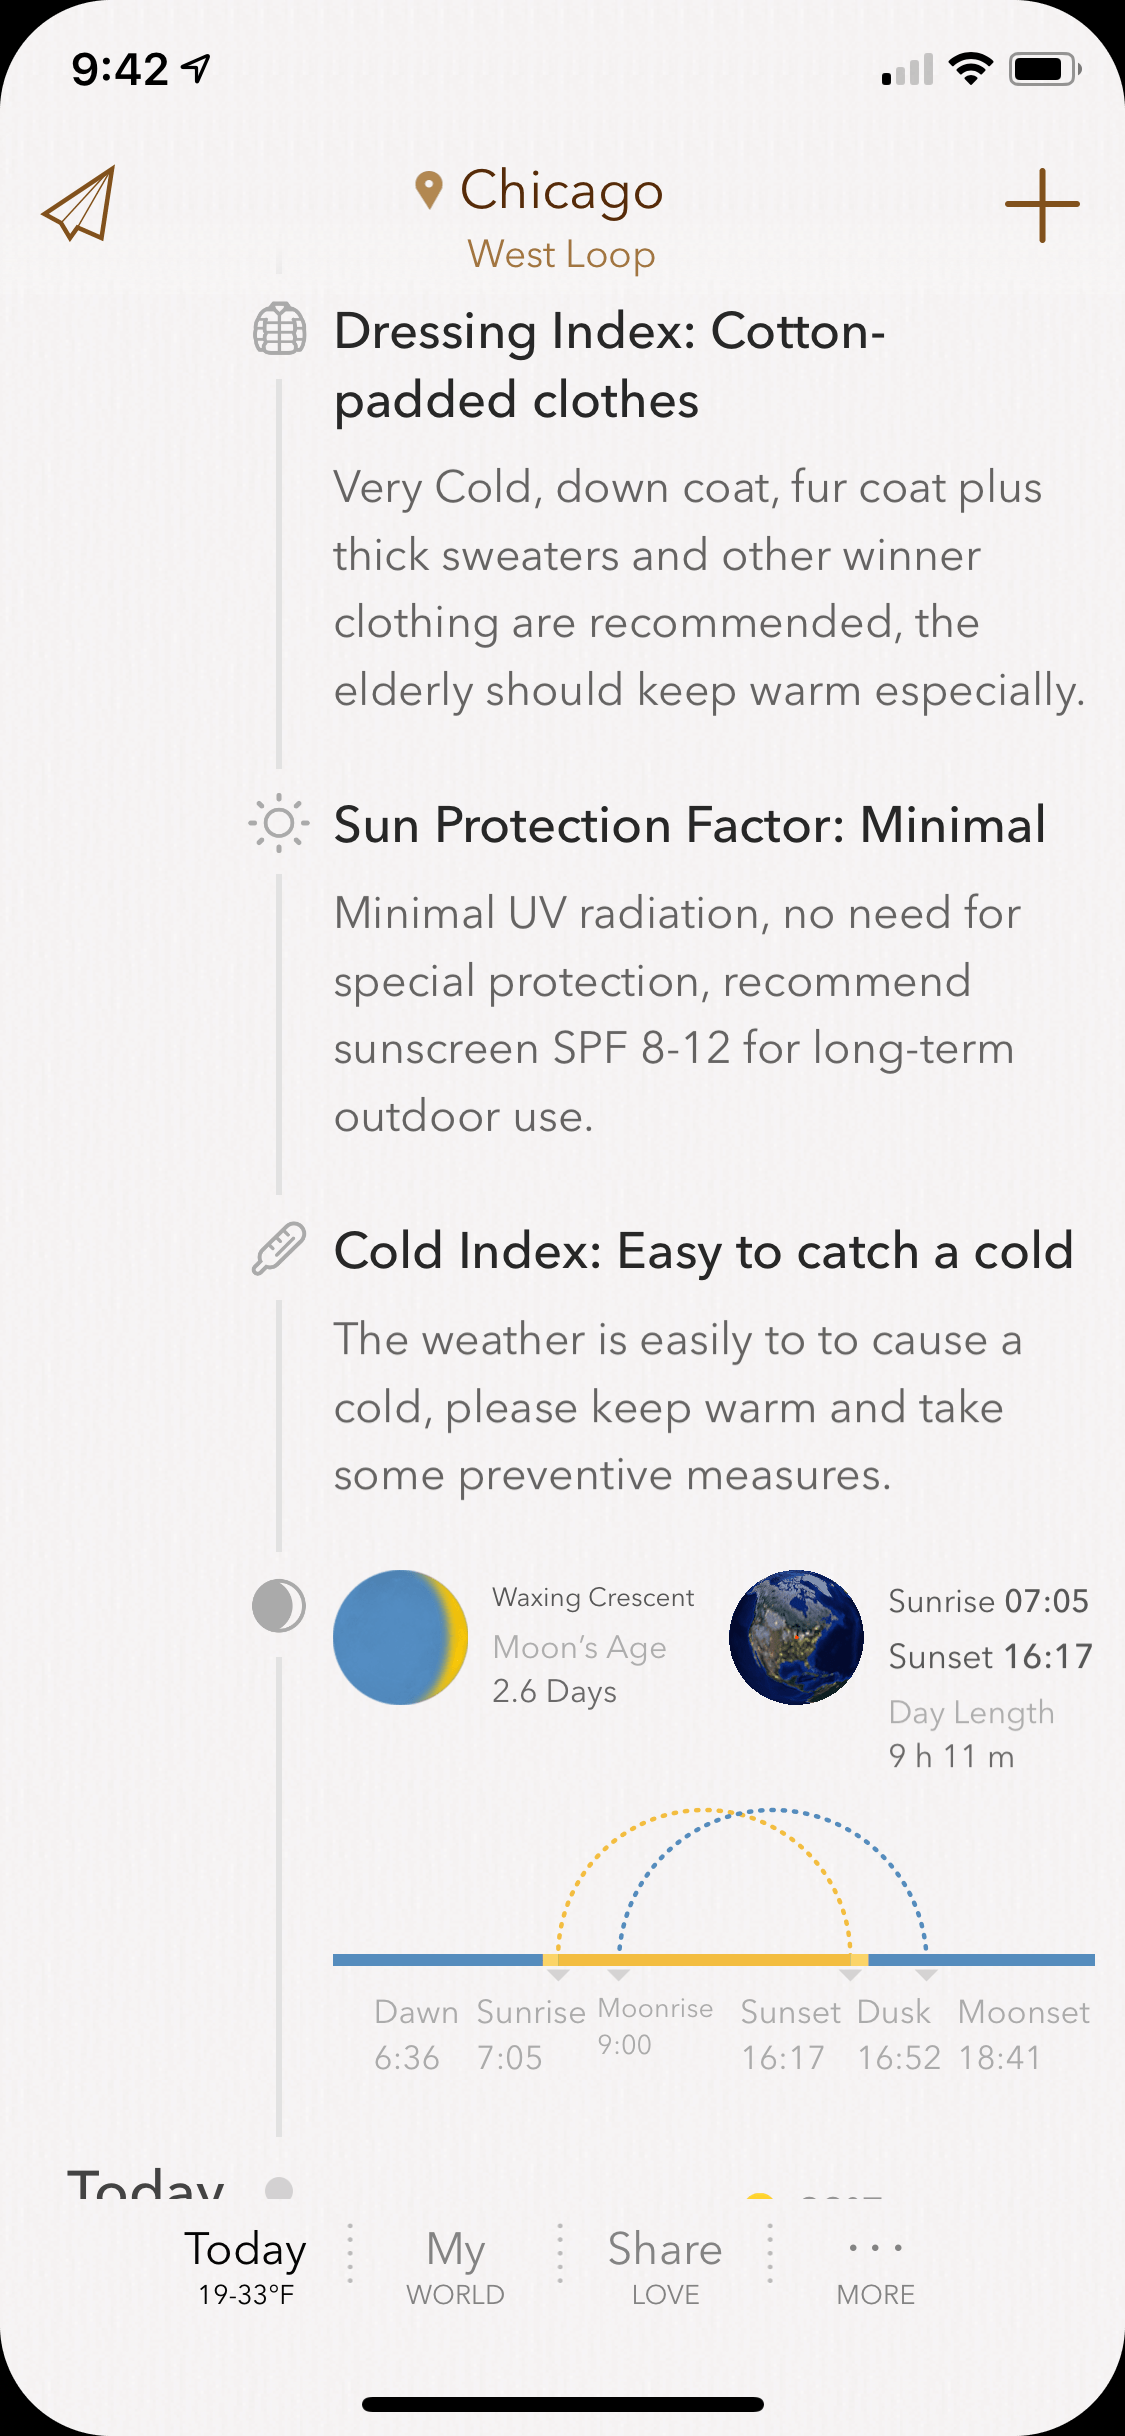 9:42
Chicago
West Loop
Dressing Index: Cotton-
padded clothes
Very Cold, down coat, fur coat plus
thick sweaters and other winner
clothing are recommended, the
elderly should keep warm especially.
Sun Protection Factor: Minimal
Minimal UV radiation, no need for
special protection, recommend
sunscreen SPF 8-12 for long-term
outdoor use.
Cold Index: Easy to catch a cold
The weather is easily to to cause a
cold, please keep warm and take
some preventive measures.
Waxing Crescent
Moon's Age
2.6 Days
Sunrise 07:05
Sunset 16:17
Day Length
9 h 11 m
Dawn Sunrise Moonrise Sunset Dusk Moonset
6:36 7:05 9:00 16:17 16:52 18:41
Today
Today My Share ...
19-33°F WORLD LOVE MORE